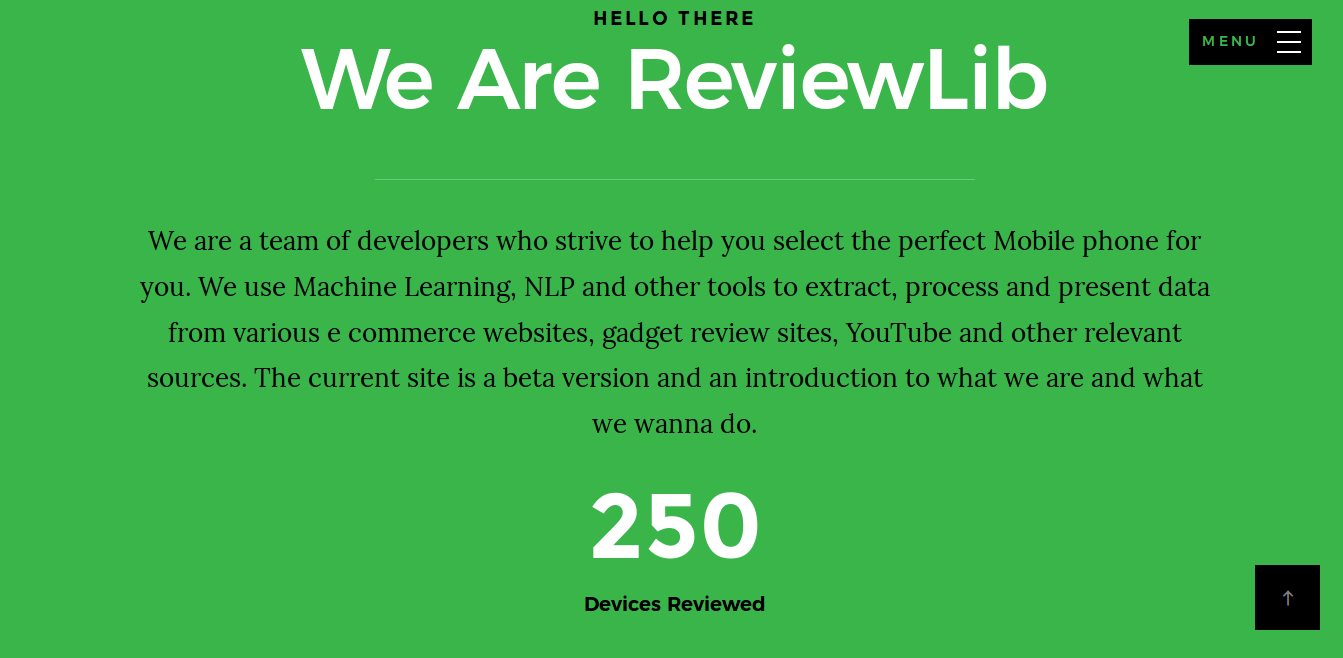 HELLO THERE
MENU
We Are ReviewLib
We are a team of developers who strive to help you select the perfect Mobile phone for
you. We use Machine Learning, NLP and other tools to extract, process and present data
from various e commerce websites, gadget review sites, YouTube and other relevant
sources. The current site is a beta version and an introduction to what we are and what
we wanna do.
250
Devices Reviewed